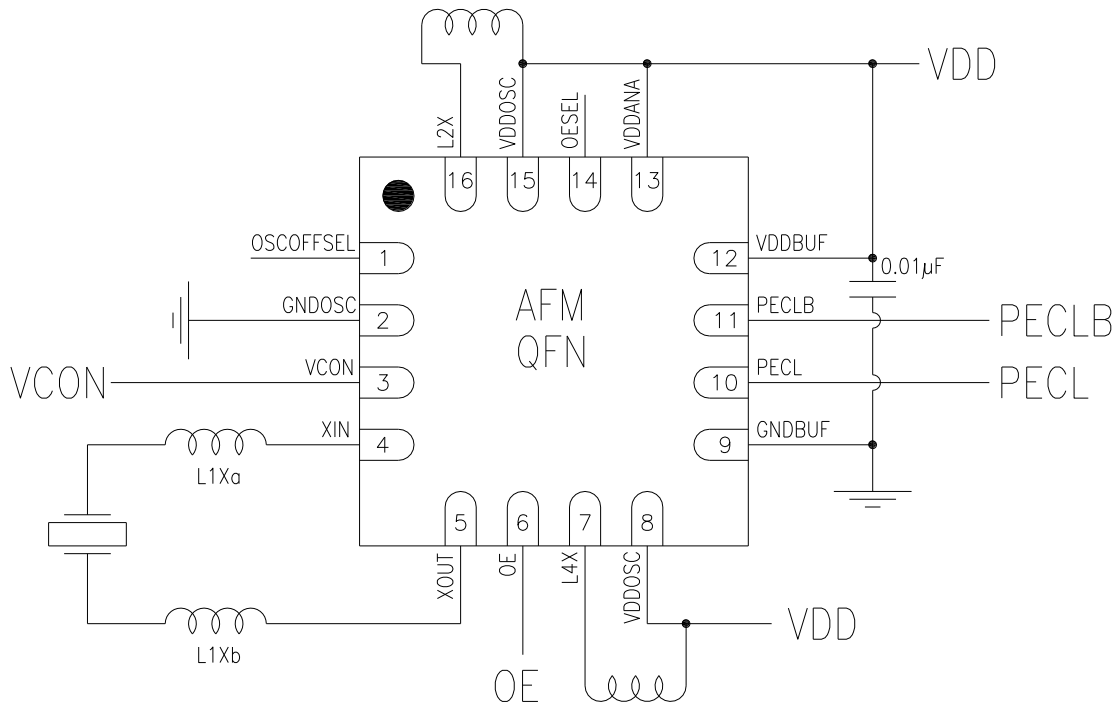 VDD
L2X
VDDOSC
OESEL
VDDANA
16
15
14
13
OSCOFFSEL
1
12
VDDBUF
0.01μF
GNDOSC
2
AFM
QFN
11
PECLB
PECLB
VCON
VCON
3
10
PECL
PECL
XIN
4
9
GNDBUF
L1Xa
5
6
7
8
XOUT
OE
L4X
VDDOSC
L1Xb
VDD
OE